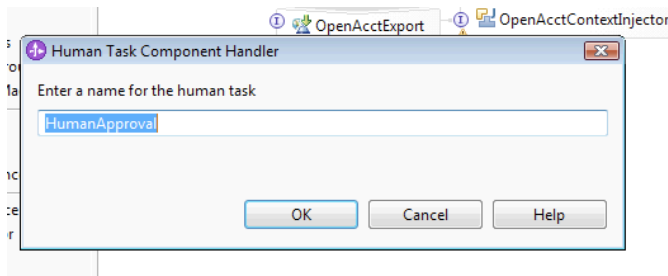 OpenAcctExport
OpenAcctContextInjector
Human Task Component Handler
Enter a name for the human task
HumanApproval
OK
Cancel
Help